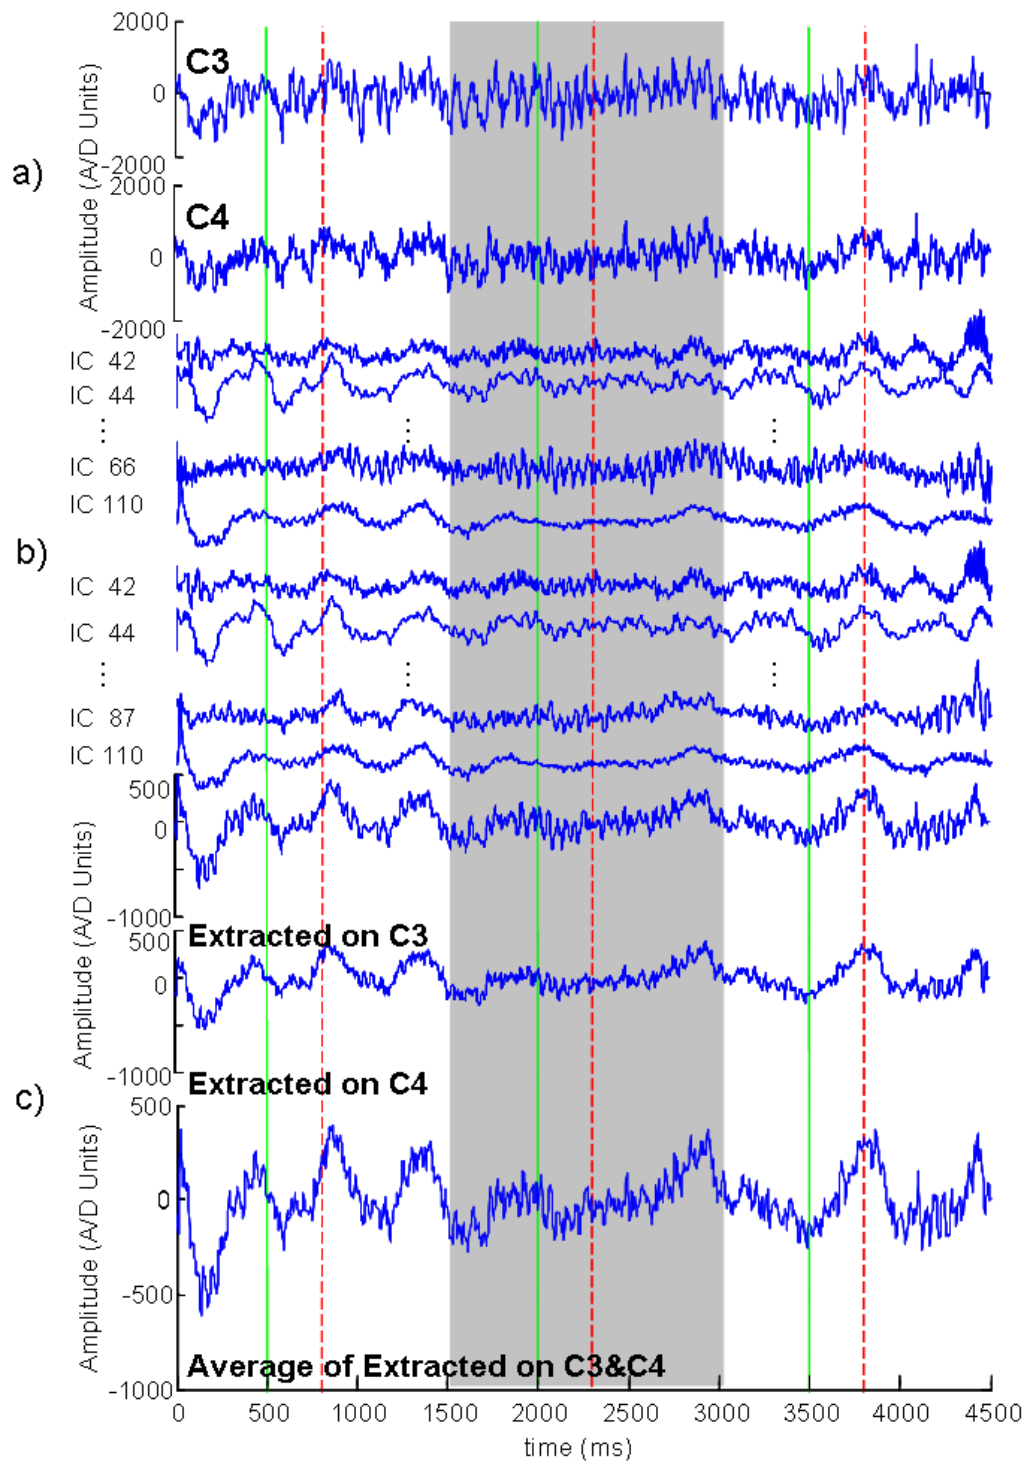 a)
Amplitude (A/D Units)
2000
0
-2000
C3
2000
0
-2000
C4
b)
IC 42
IC 44
⋮ ⋮ ⋮
IC 66
IC 110
IC 42
IC 44
⋮ ⋮ ⋮
IC 87
IC 110
c)
Amplitude (A/D Units)
500
0
-1000
Extracted on C3
Amplitude (A/D Units)
500
0
-1000
Extracted on C4
Amplitude (A/D Units)
500
0
-500
-1000
Average of Extracted on C3&C4
0 500 1000 1500 2000 2500 3000 3500 4000 4500
time (ms)